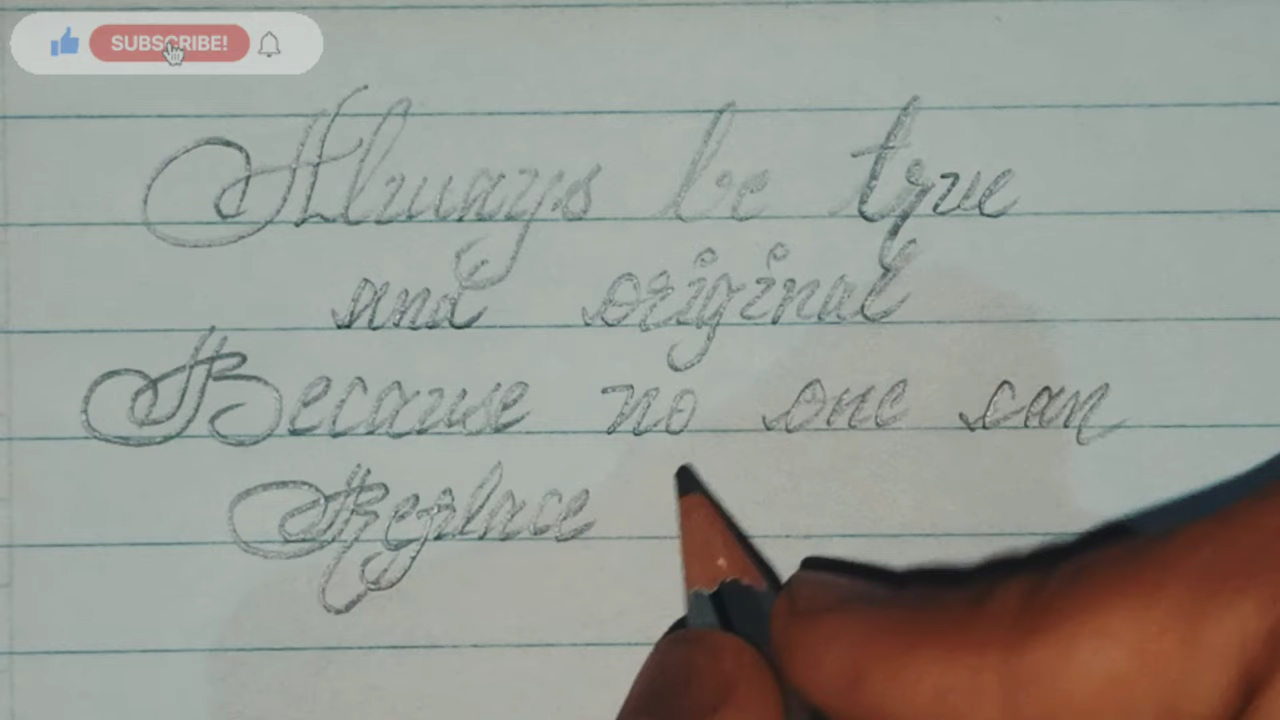 SUBSCRIBE!
Always be true
and original
Because no one can
Replace